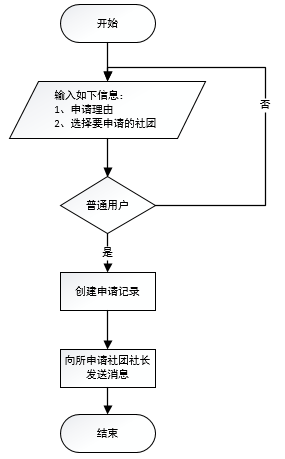 开始
输入如下信息:
1、申请理由
2、选择要申请的社团
否
普通用户
是
创建申请记录
向所申请社团社长
发送消息
结束